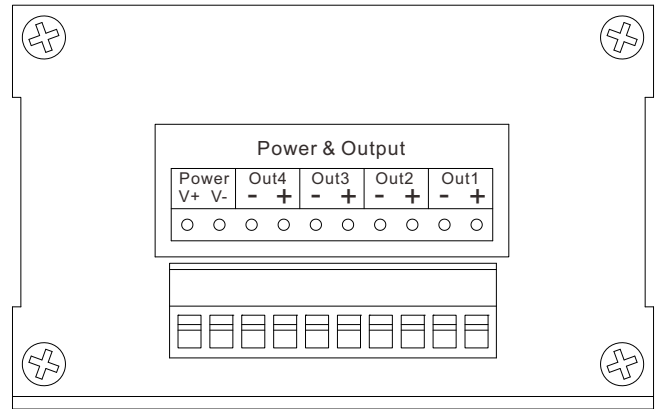 Power & Output
Power Out4 Out3 Out2 Out1
V+ V- - + - + - + - +